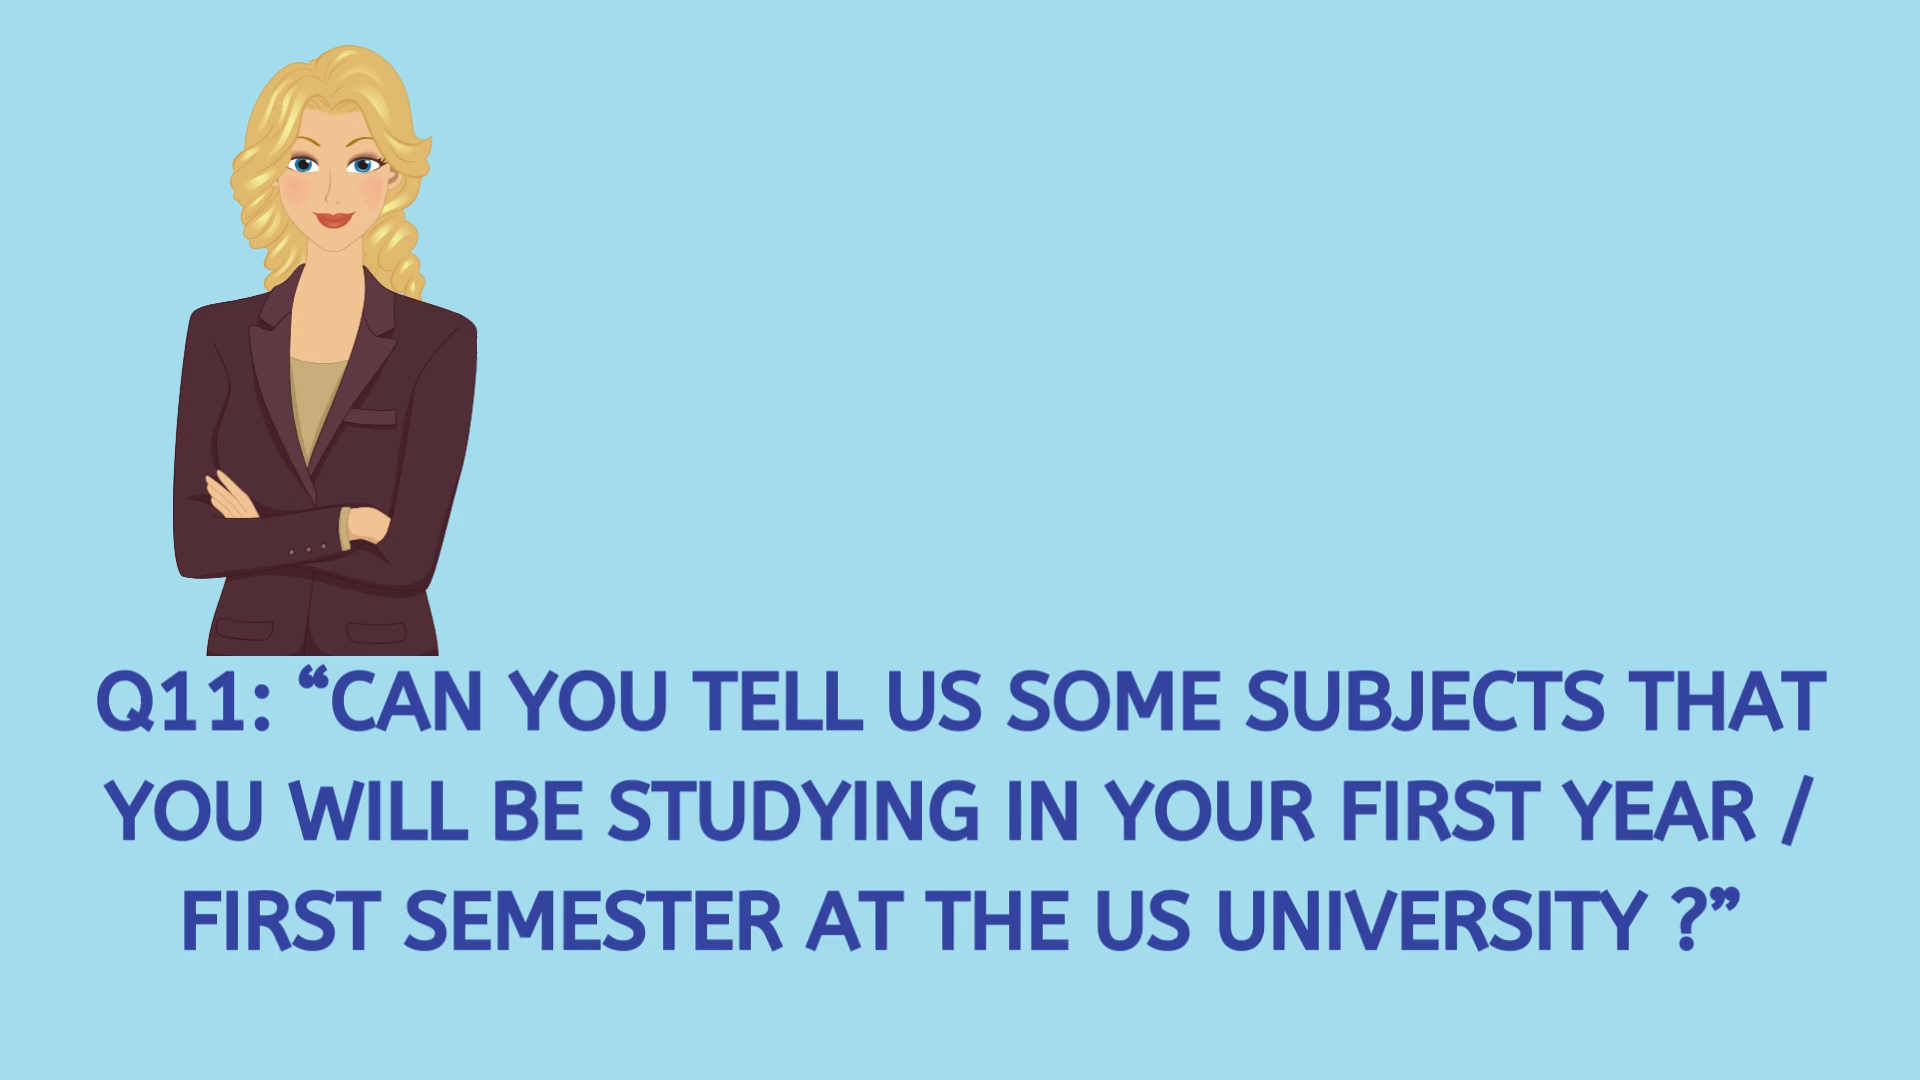 Q11: “CAN YOU TELL US SOME SUBJECTS THAT
YOU WILL BE STUDYING IN YOUR FIRST YEAR /
FIRST SEMESTER AT THE US UNIVERSITY ?”